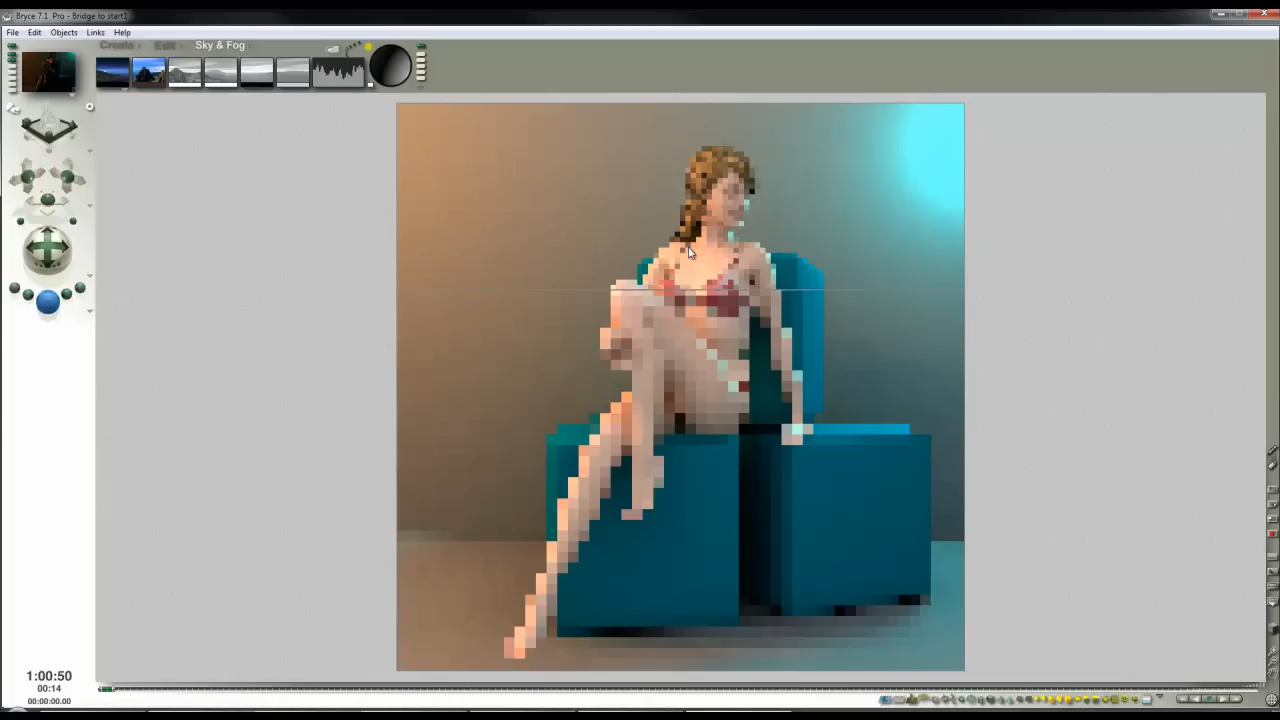 Bryce 7.1 Pro - Bridge to start2
File Edit Objects Links Help
Create Edit Sky & Fog
1:00:50
00:14
00:00:00.00